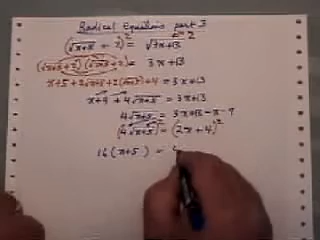 Radical Equations part 3
(√x+5 + 2)² = √3x+13 ²
(√x+5 + 2)(√x+5 + 2) = 3x+13
x+5+2√x+5+2√x+5+4 = 3x+13
x+9+4√x+5 = 3x+13
4√x+5 = 3x+13-x-9
(4√x+5)² = (2x+4)²
16(x+5) =